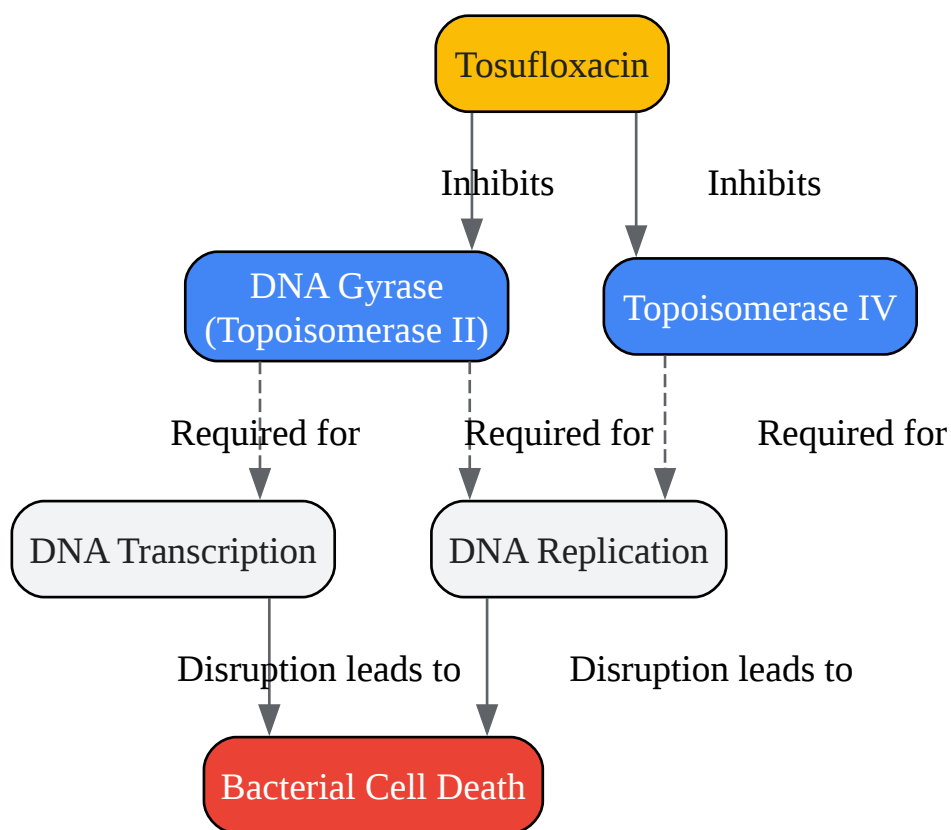 Tosufloxacin
Inhibits
Inhibits
DNA Gyrase
(Topoisomerase II)
Topoisomerase IV
Required for
Required for
Required for
DNA Transcription
DNA Replication
Disruption leads to
Disruption leads to
Bacterial Cell Death